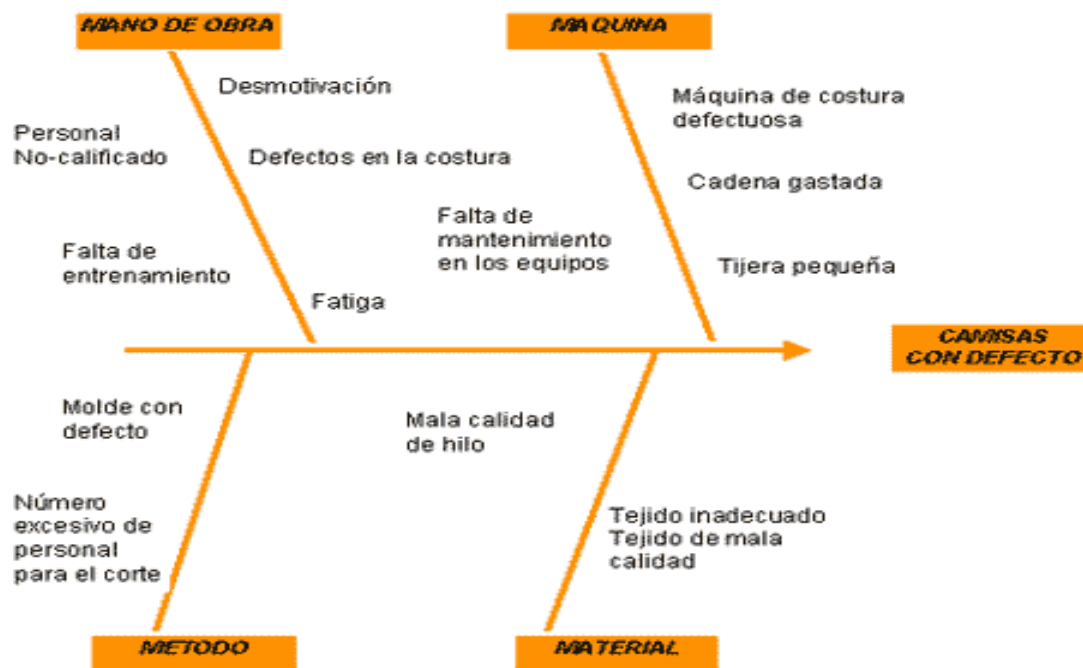 MANO DE OBRA
MAQUINA
Desmotivación
Personal
No-calificado
Defectos en la costura
Falta de
entrenamiento
Fatiga
Máquina de costura
defectuosa
Cadena gastada
Falta de
mantenimiento
en los equipos
Tijera pequeña
CAMISAS
CON DEFECTO
Molde con
defecto
Número
excesivo de
personal
para el corte
Mala calidad
de hilo
Tejido inadecuado
Tejido de mala
calidad
METODO
MATERIAL